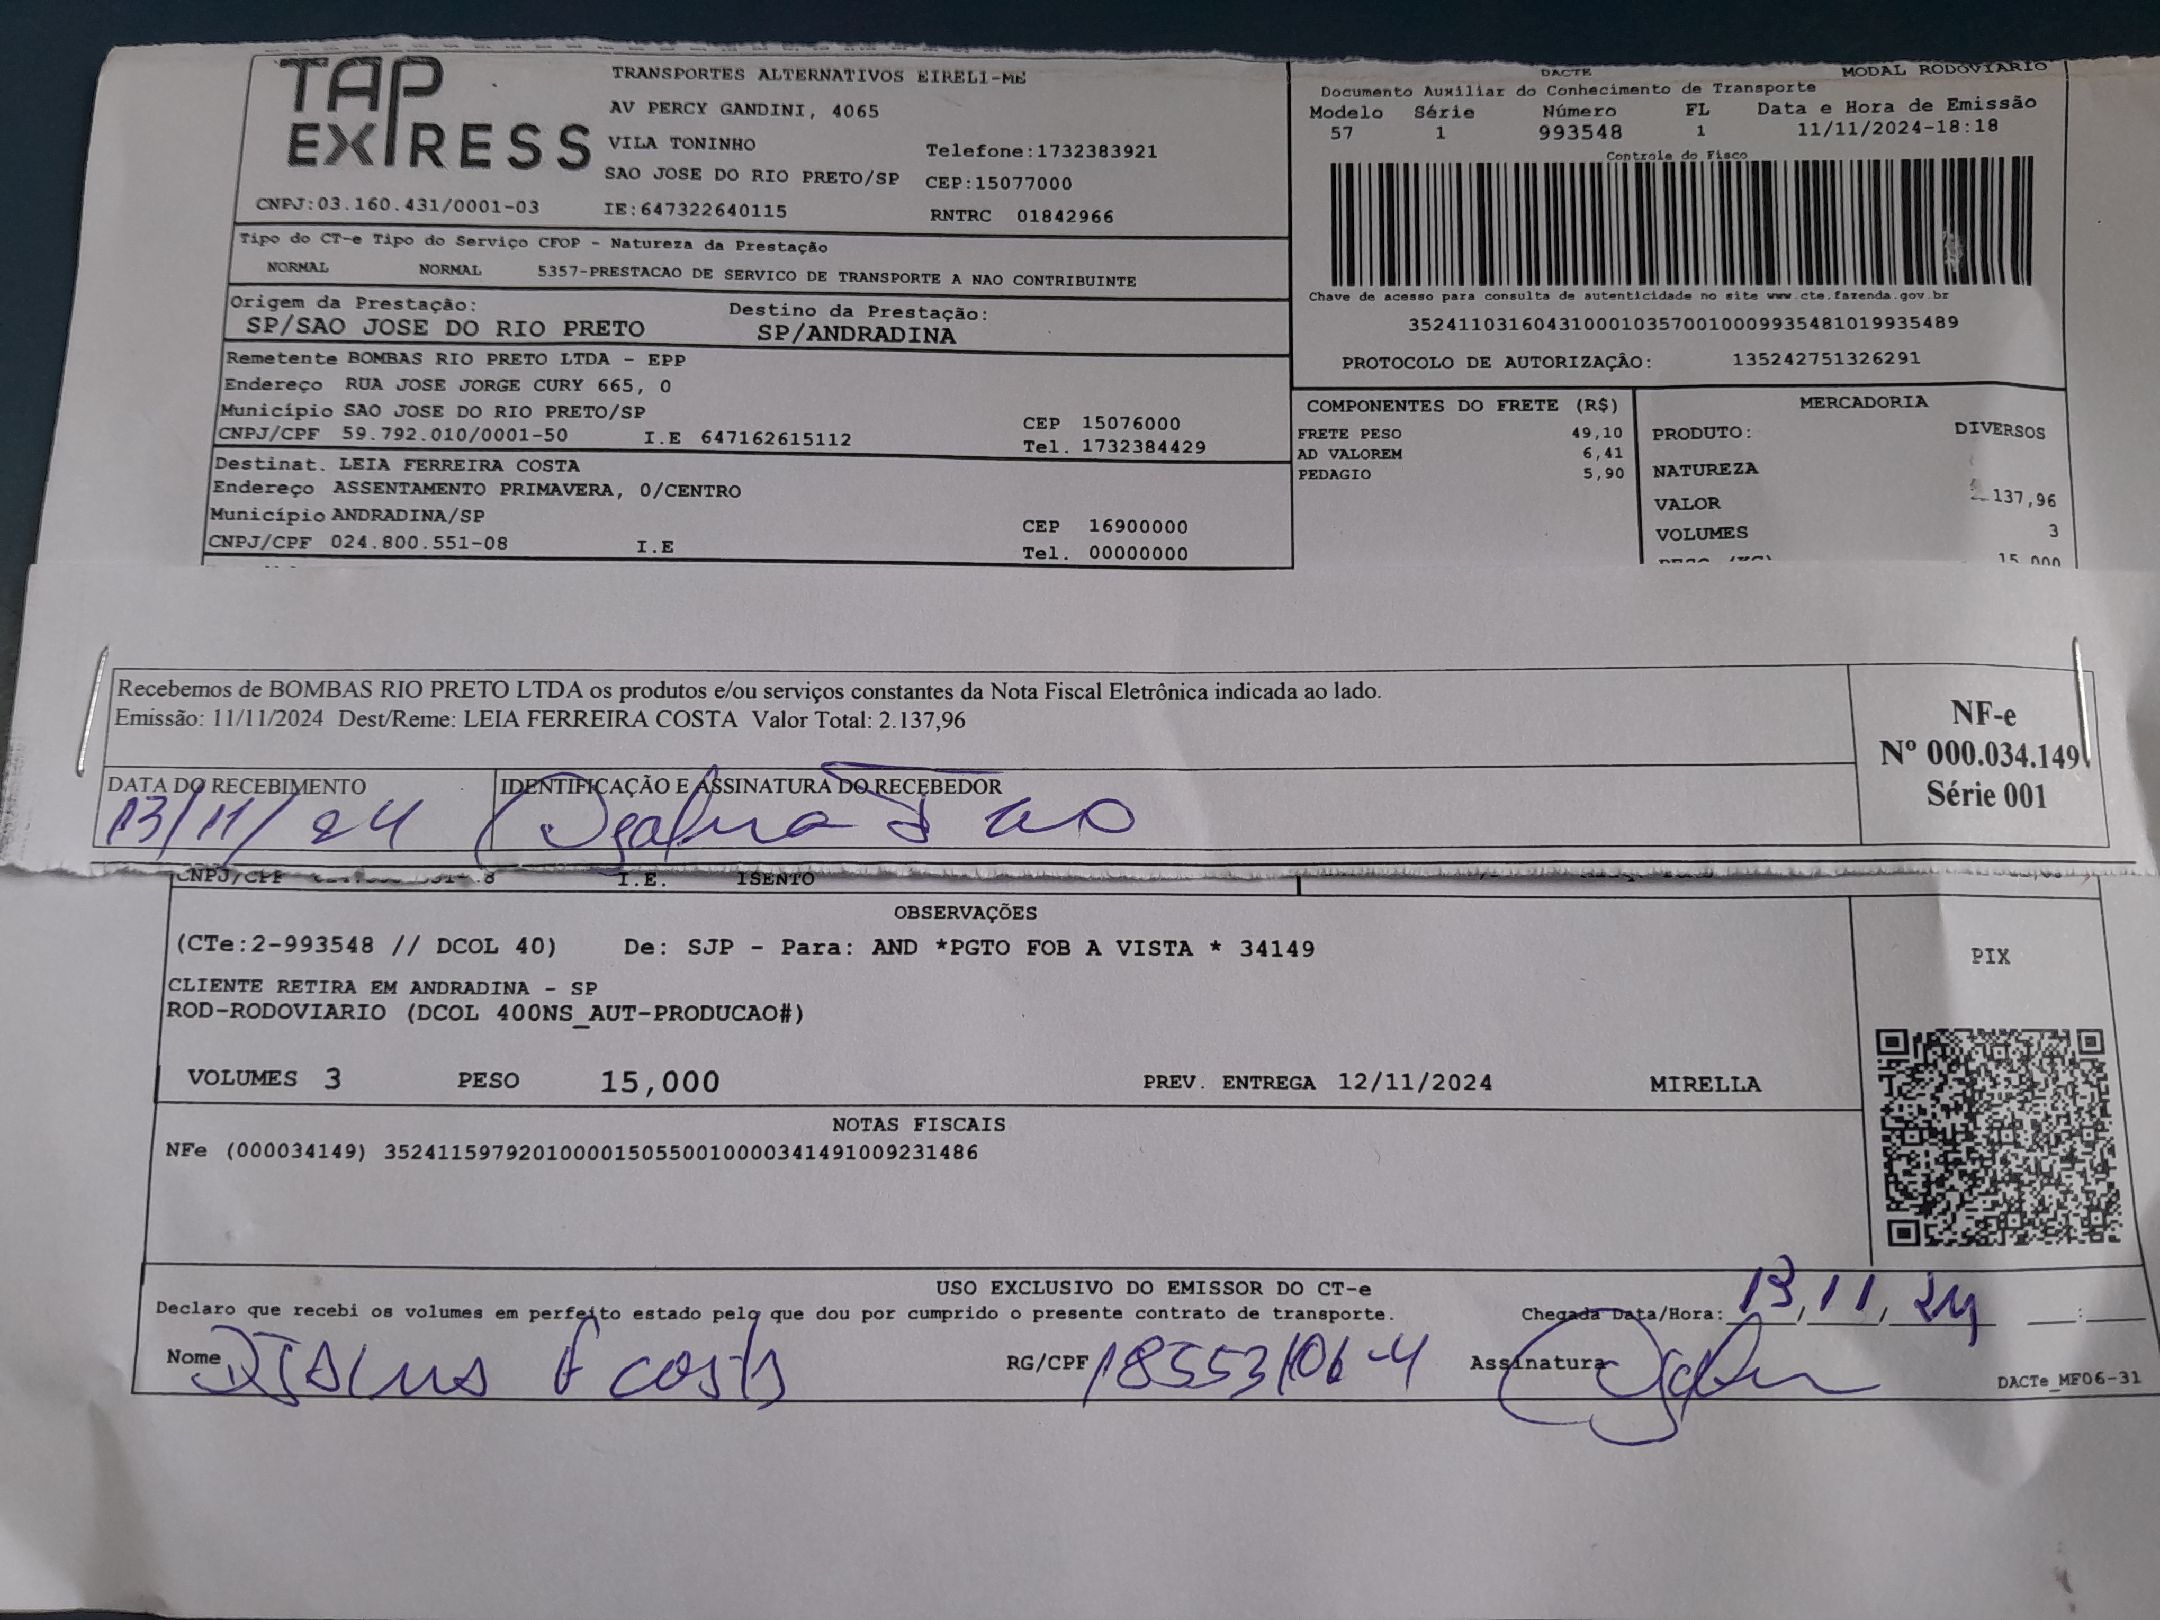 TAP EXPRESS
TRANSPORTES ALTERNATIVOS EIRELI-ME
AV PERCY GANDINI, 4065
VILA TONINHO Telefone:1732383921
SAO JOSE DO RIO PRETO/SP CEP:15077000
CNPJ:03.160.431/0001-03 IE:647322640115 RNTRC 01842966
DACTE MODAL RODOVIARIO
Documento Auxiliar do Conhecimento de Transporte
Modelo Série Número FL Data e Hora de Emissão
57 1 993548 1 11/11/2024-18:18
Controle do Fisco
Chave de acesso para consulta de autenticidade no site www.cte.fazenda.gov.br
35241103160431000103570010009935481019935489
PROTOCOLO DE AUTORIZAÇÃO: 135242751326291
Tipo do CT-e Tipo do Serviço CFOP - Natureza da Prestação
NORMAL NORMAL 5357-PRESTACAO DE SERVICO DE TRANSPORTE A NAO CONTRIBUINTE
Origem da Prestação: Destino da Prestação:
SP/SAO JOSE DO RIO PRETO SP/ANDRADINA
Remetente BOMBAS RIO PRETO LTDA - EPP
Endereço RUA JOSE JORGE CURY 665, 0
Município SAO JOSE DO RIO PRETO/SP CEP 15076000
CNPJ/CPF 59.792.010/0001-50 I.E 647162615112 Tel. 1732384429
Destinat. LEIA FERREIRA COSTA
Endereço ASSENTAMENTO PRIMAVERA, 0/CENTRO
Município ANDRADINA/SP CEP 16900000
CNPJ/CPF 024.800.551-08 I.E Tel. 00000000
COMPONENTES DO FRETE (R$)
FRETE PESO 49,10
AD VALOREM 6,41
PEDAGIO 5,90
MERCADORIA
PRODUTO: DIVERSOS
NATUREZA
VALOR 137,96
VOLUMES 3
15,000
Recebemos de BOMBAS RIO PRETO LTDA os produtos e/ou serviços constantes da Nota Fiscal Eletrônica indicada ao lado.
Emissão: 11/11/2024 Dest/Reme: LEIA FERREIRA COSTA Valor Total: 2.137,96
NF-e
Nº 000.034.149
Série 001
DATA DO RECEBIMENTO IDENTIFICAÇÃO E ASSINATURA DO RECEBEDOR
13/11/24
CNPJ/CPF I.E. ISENTO
OBSERVAÇÕES
(CTe:2-993548 // DCOL 40) De: SJP - Para: AND *PGTO FOB A VISTA * 34149
CLIENTE RETIRA EM ANDRADINA - SP
ROD-RODOVIARIO (DCOL 400NS_AUT-PRODUCAO#)
PIX
VOLUMES 3 PESO 15,000 PREV. ENTREGA 12/11/2024 MIRELLA
NOTAS FISCAIS
NFe (000034149) 35241159792010000150550010000341491009231486
USO EXCLUSIVO DO EMISSOR DO CT-e
Declaro que recebi os volumes em perfeito estado pelo que dou por cumprido o presente contrato de transporte. Chegada Data/Hora: 13, 11, 24 :
Nome costa RG/CPF Assinatura
DACTe_MF06-31